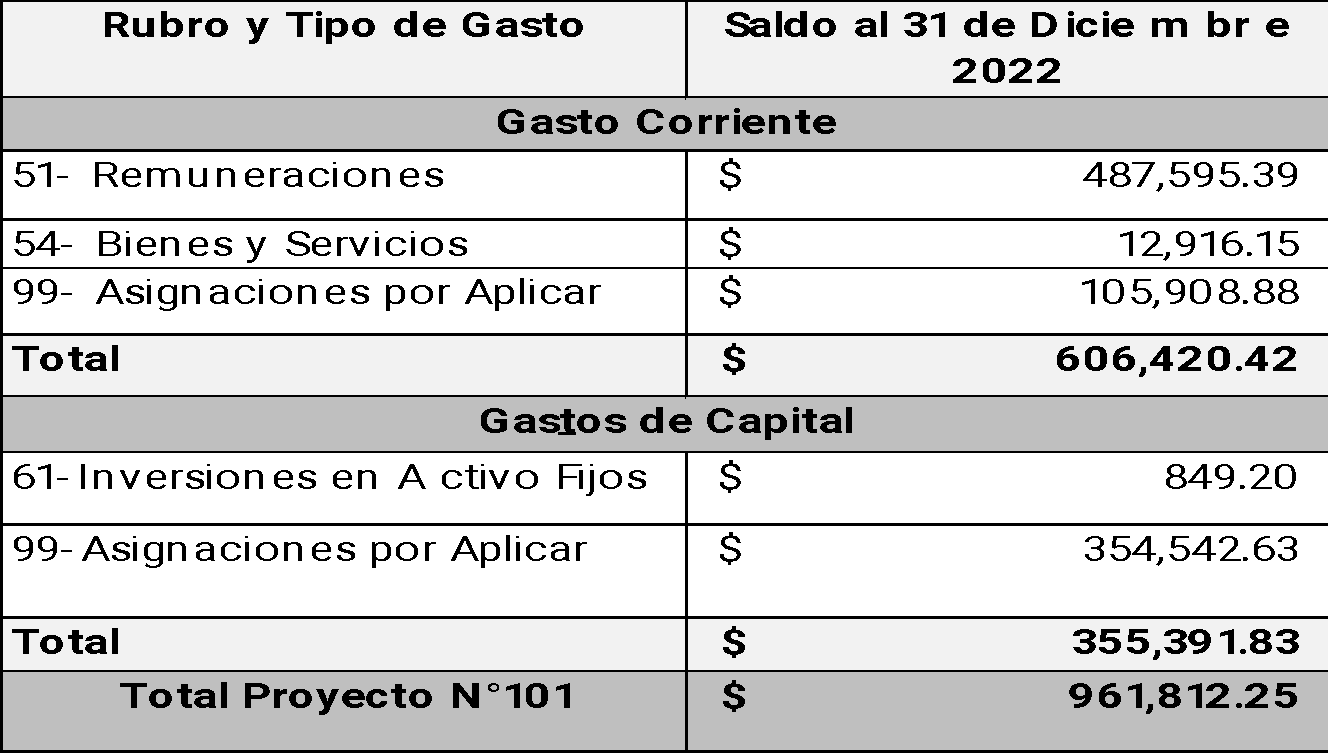 Rubro y Tipo de Gasto
Saldo al 31 de Diciembre
2022
Gasto Corriente
51- Remuneraciones $ 487,595.39
54- Bienes y Servicios $ 12,916.15
99- Asignaciones por Aplicar $ 105,908.88
Total $ 606,420.42
Gastos de Capital
61- Inversiones en Activo Fijos $ 849.20
99- Asignaciones por Aplicar $ 354,542.63
Total $ 355,391.83
Total Proyecto N°101 $ 961,812.25